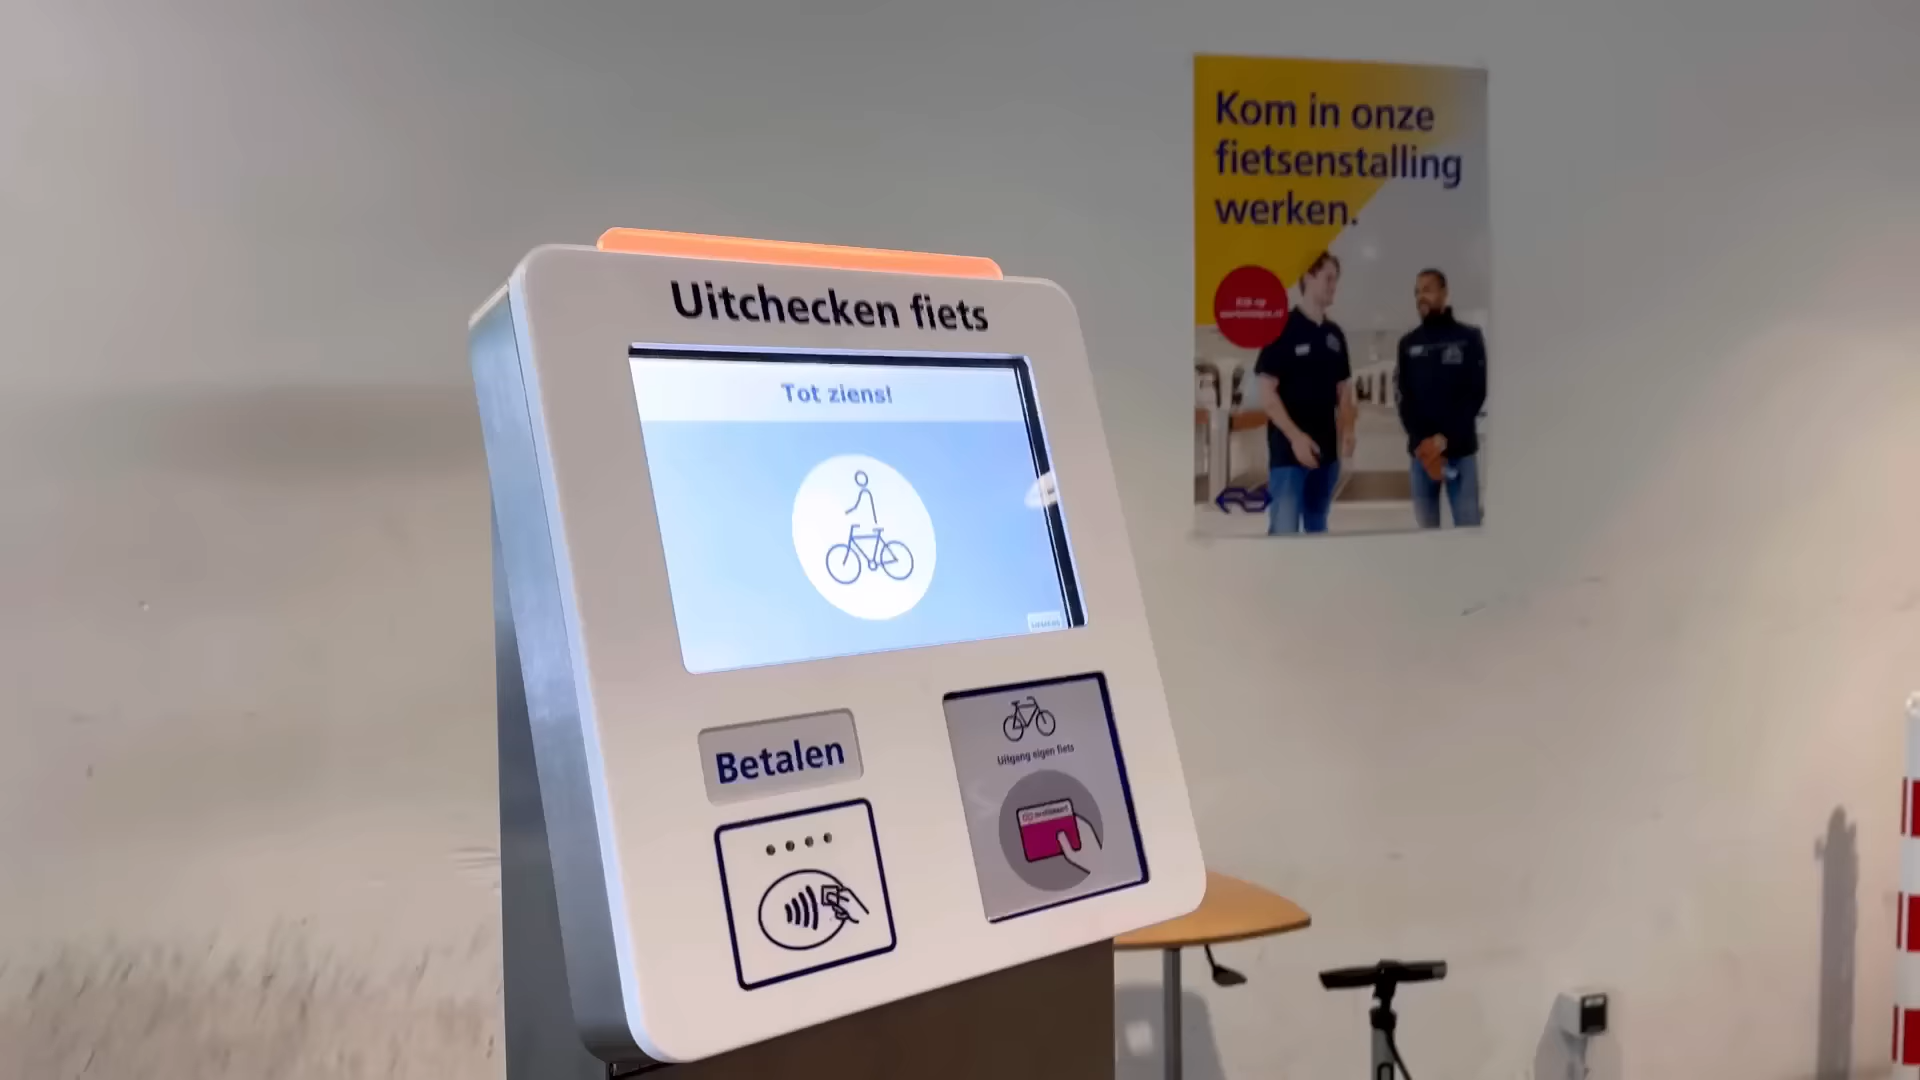 Kom in onze
fietsenstalling
werken.
Uitchecken fiets
Tot ziens!
Betalen
Uitgang eigen fiets